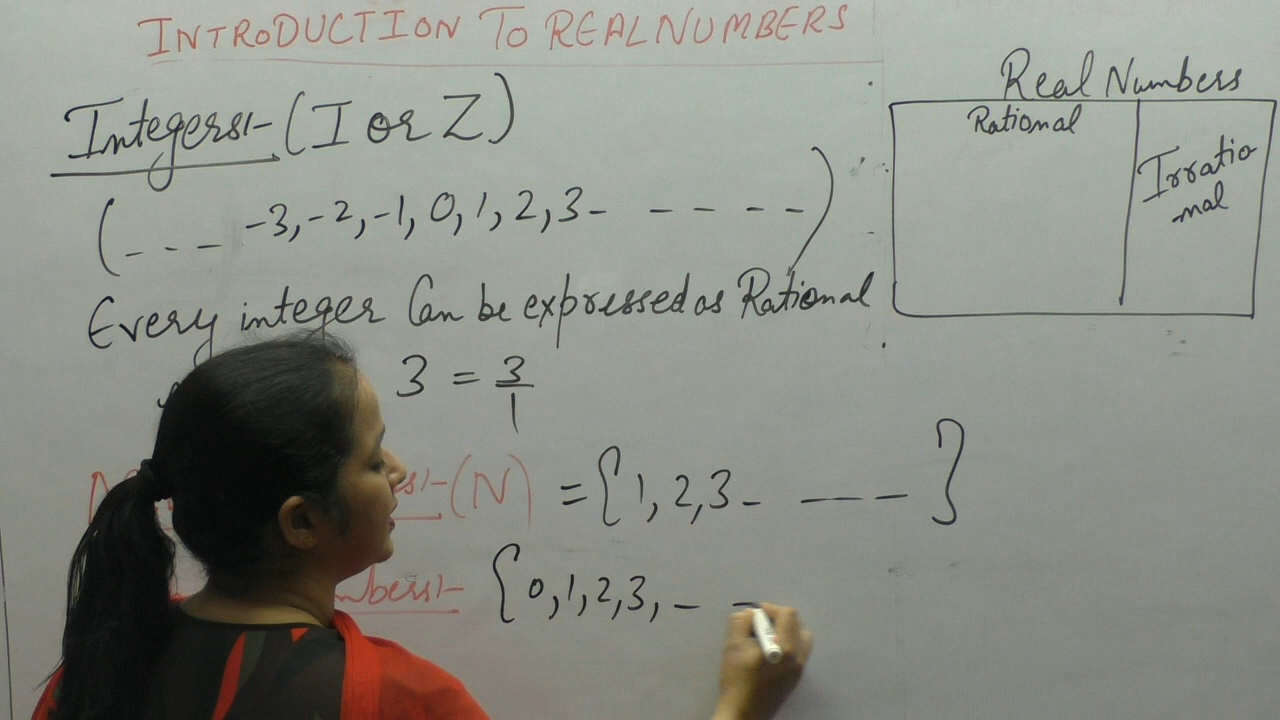 INTRODUCTION TO REAL NUMBERS
Integers:- (I or Z)
(--- -3, -2, -1, 0, 1, 2, 3- ----)
Every integer Can be expressed as Rational
3 = 3/1
(N) = {1, 2, 3- --- }
{0, 1, 2, 3, - -
Real Numbers
Rational
Irratio
-nal